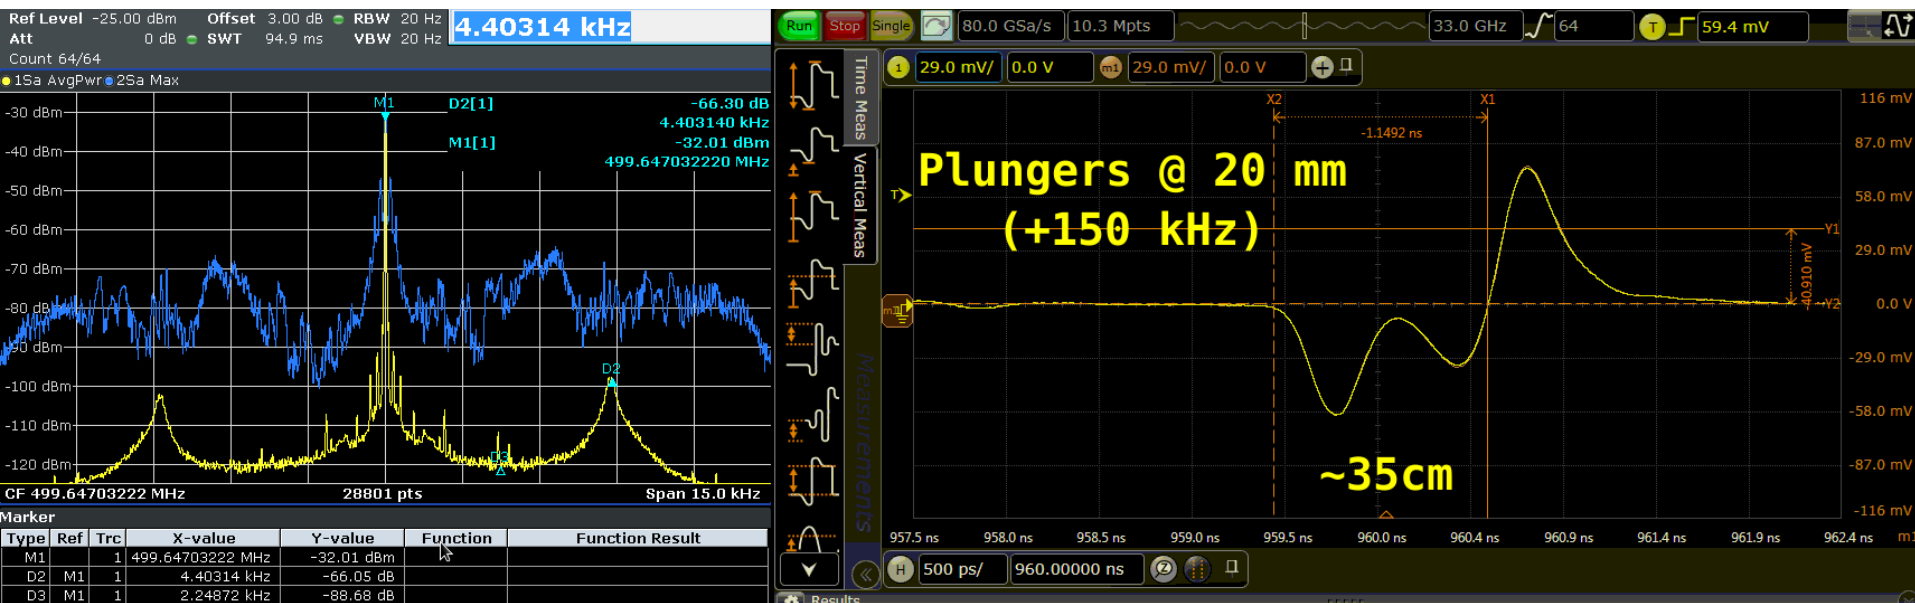 Ref Level -25.00 dBm Offset 3.00 dB RBW 20 Hz
Att 0 dB SWT 94.9 ms VBW 20 Hz
4.40314 kHz
Count 64/64
1Sa AvgPwr 2Sa Max
M1
D2[1] -66.30 dB
4.403140 kHz
M1[1] -32.01 dBm
499.647032220 MHz
-30 dBm
-40 dBm
-50 dBm
-60 dBm
-70 dBm
-80 dBm
-90 dBm
-100 dBm
-110 dBm
-120 dBm
D2
D3
CF 499.64703222 MHz 28801 pts Span 15.0 kHz
Marker
Type Ref Trc X-value Y-value Function Function Result
M1 1 499.64703222 MHz -32.01 dBm
D2 M1 1 4.40314 kHz -66.05 dB
D3 M1 1 2.24872 kHz -88.68 dB
Run Stop Single 80.0 GSa/s 10.3 Mpts 33.0 GHz 64 T 59.4 mV
1 29.0 mV/ 0.0 V m1 29.0 mV/ 0.0 V
Time Meas
Vertical Meas
Measurements
X2 X1
-1.1492 ns
Plungers @ 20 mm
(+150 kHz)
~35cm
T
m1
Y1
40.910 mV
Y2
116 mV
87.0 mV
58.0 mV
29.0 mV
0.0 V
-29.0 mV
-58.0 mV
-87.0 mV
-116 mV
957.5 ns 958.0 ns 958.5 ns 959.0 ns 959.5 ns 960.0 ns 960.4 ns 960.9 ns 961.4 ns 961.9 ns 962.4 ns
H 500 ps/ 960.00000 ns
Results